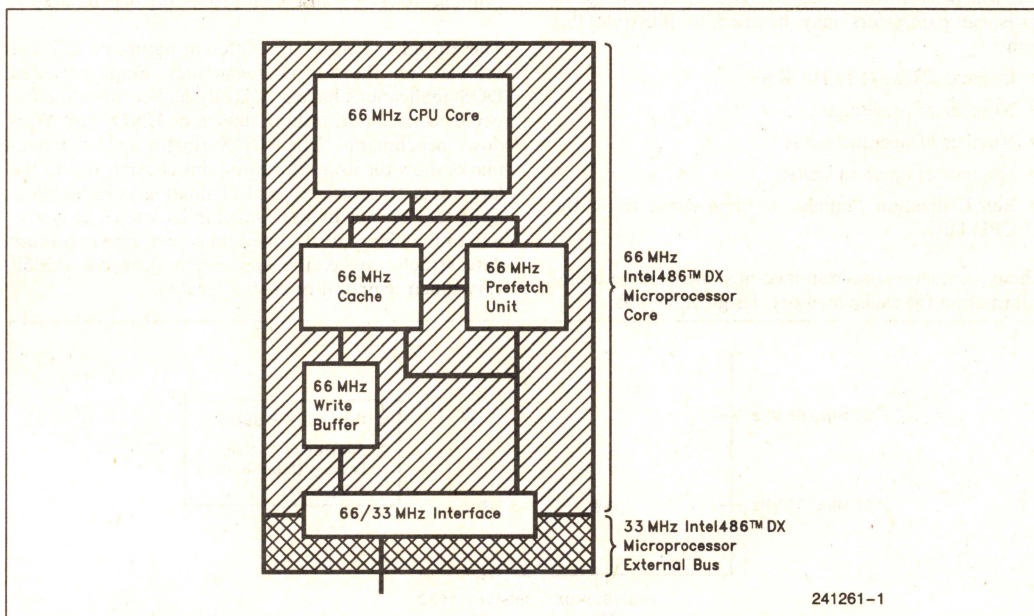 66 MHz CPU Core
66 MHz
Cache
66 MHz
Prefetch
Unit
66 MHz
Write
Buffer
66/33 MHz Interface
66 MHz
Intel486™ DX
Microprocessor
Core
33 MHz Intel486™ DX
Microprocessor
External Bus
241261-1